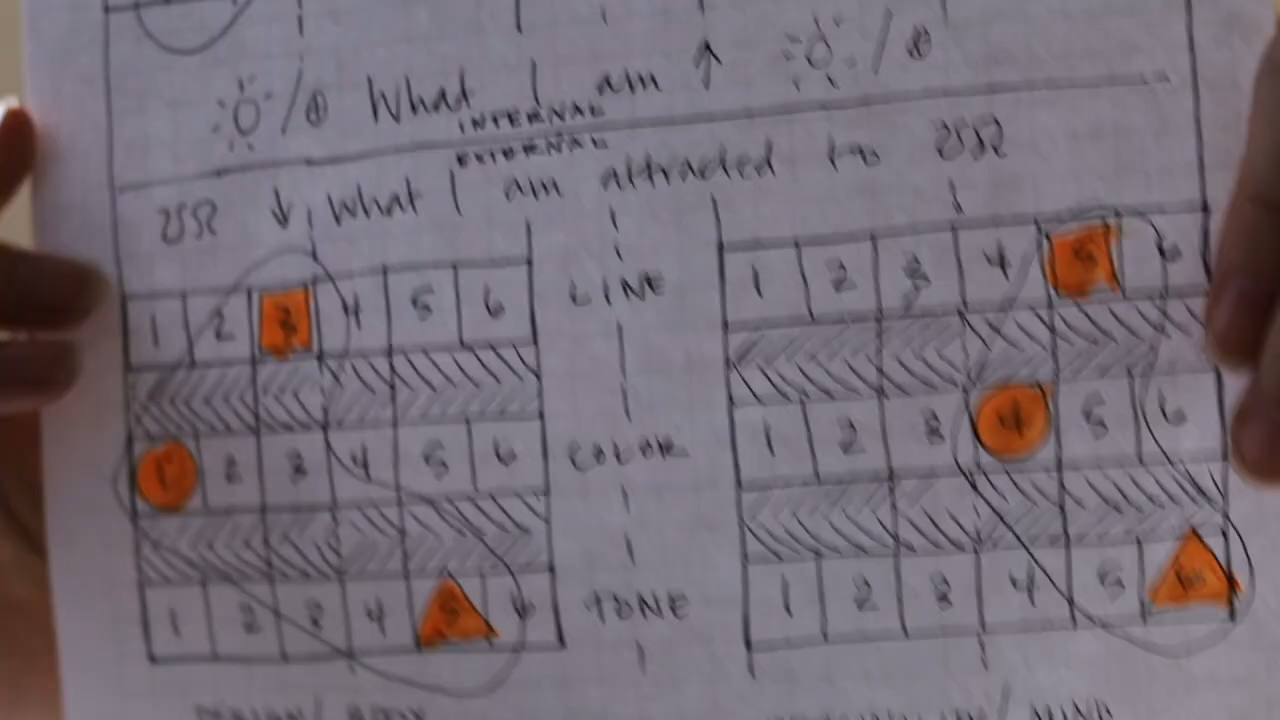 What I am ↑
INTERNAL
EXTERNAL
↓ What I am attracted to
1 2 3 4 5 6 LINE 1 2 3 4 5 6
1 2 3 4 5 6 COLOR 1 2 3 4 5 6
1 2 3 4 5 6 TONE 1 2 3 4 5 6